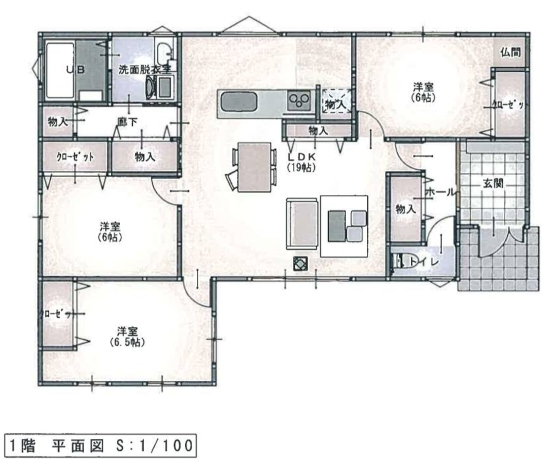 UB
洗面脱衣室
仏間
洋室
(6帖)
クローゼット
物入
物入
廊下
物入
クローゼット
物入
LDK
(19帖)
ホール
玄関
物入
洋室
(6帖)
トイレ
クローゼット
洋室
(6.5帖)
1階 平面図 S:1/100